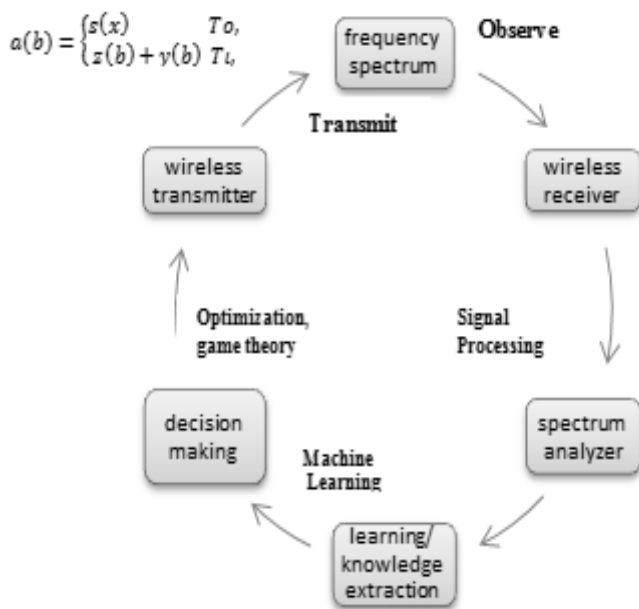 a(b) = {s(x) To,
{z(b) + y(b) Tι,
frequency
spectrum
Observe
Transmit
wireless
transmitter
wireless
receiver
Optimization,
game theory
Signal
Processing
decision
making
spectrum
analyzer
Machine
Learning
learning/
knowledge
extraction